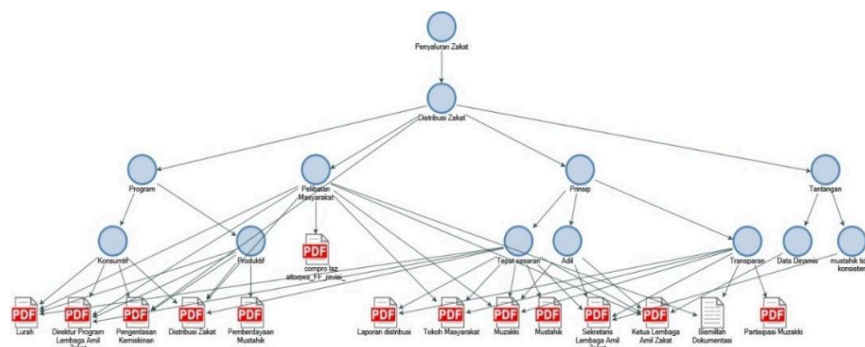 Penyaluran Zakat
Distribusi Zakat
Program
Pelibatan
Masyarakat
Prinsip
Tantangan
Konsumtif
Produktif
PDF
compro laz
attaqwa_FF_revisi_
Tepat sasaran
Adil
Transparan
Data Dinamis
mustahik tid
konsisten
PDF
PDF
PDF
PDF
PDF
PDF
PDF
PDF
PDF
PDF
PDF
PDF
Lurah
Direktur Program
Lembaga Amil
Zakat
Pengentasan
Kemiskinan
Distribusi Zakat
Pemberdayaan
Mustahik
Laporan distribusi
Tokoh Masyarakat
Muzakki
Mustahik
Sekretaris
Lembaga Amil
Zakat
Ketua Lembaga
Amil Zakat
Bismillah
Dokumentasi
Partisipasi Muzakki